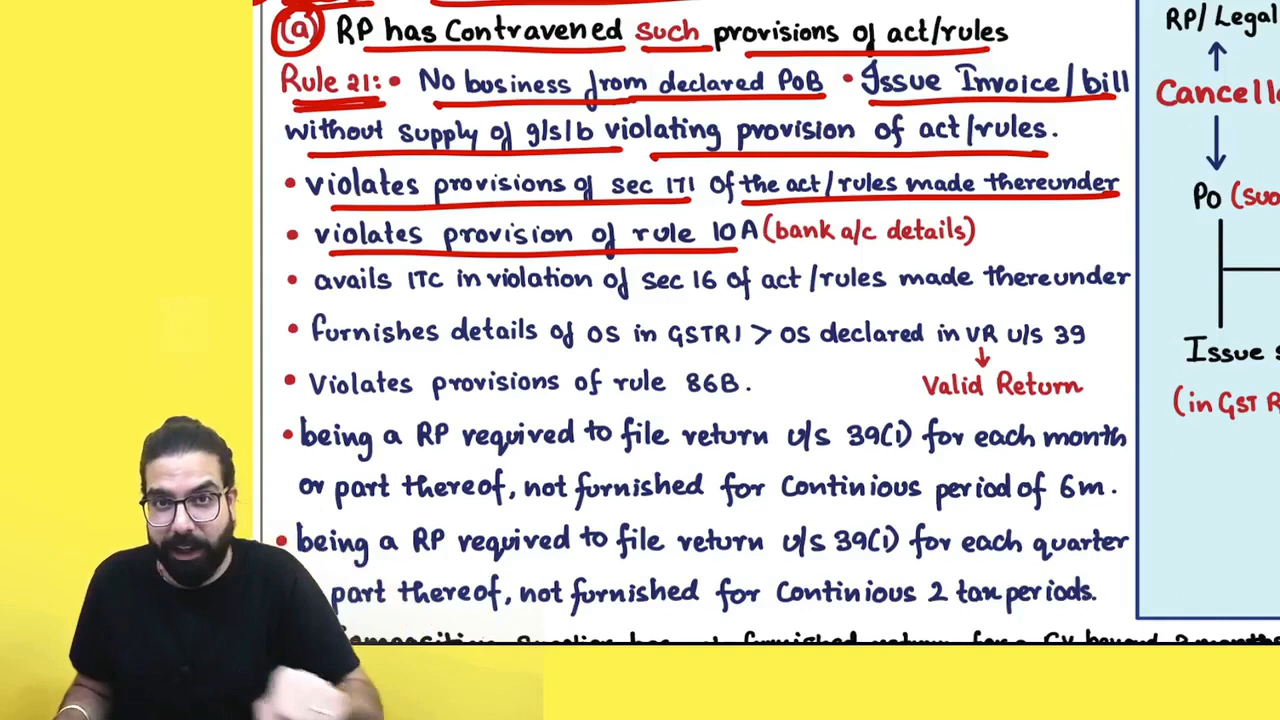 (a) RP has Contravened such provisions of act/rules
Rule 21: • No business from declared PoB • Issue Invoice/bill
without supply of g/s/b violating provision of act/rules.
• violates provisions of sec 171 of the act/rules made thereunder
• violates provision of rule 10A (bank a/c details)
• avails ITC in violation of sec 16 of act/rules made thereunder
• furnishes details of OS in GSTR1 > OS declared in VR u/s 39
Valid Return
• Violates provisions of rule 86B.
• being a RP required to file return u/s 39(1) for each month
or part thereof, not furnished for Continious period of 6m.
• being a RP required to file return u/s 39(1) for each quarter
part thereof, not furnished for Continious 2 tax periods.
RP/Legal
Cancell
PO (suo
Issue s
(in GST R